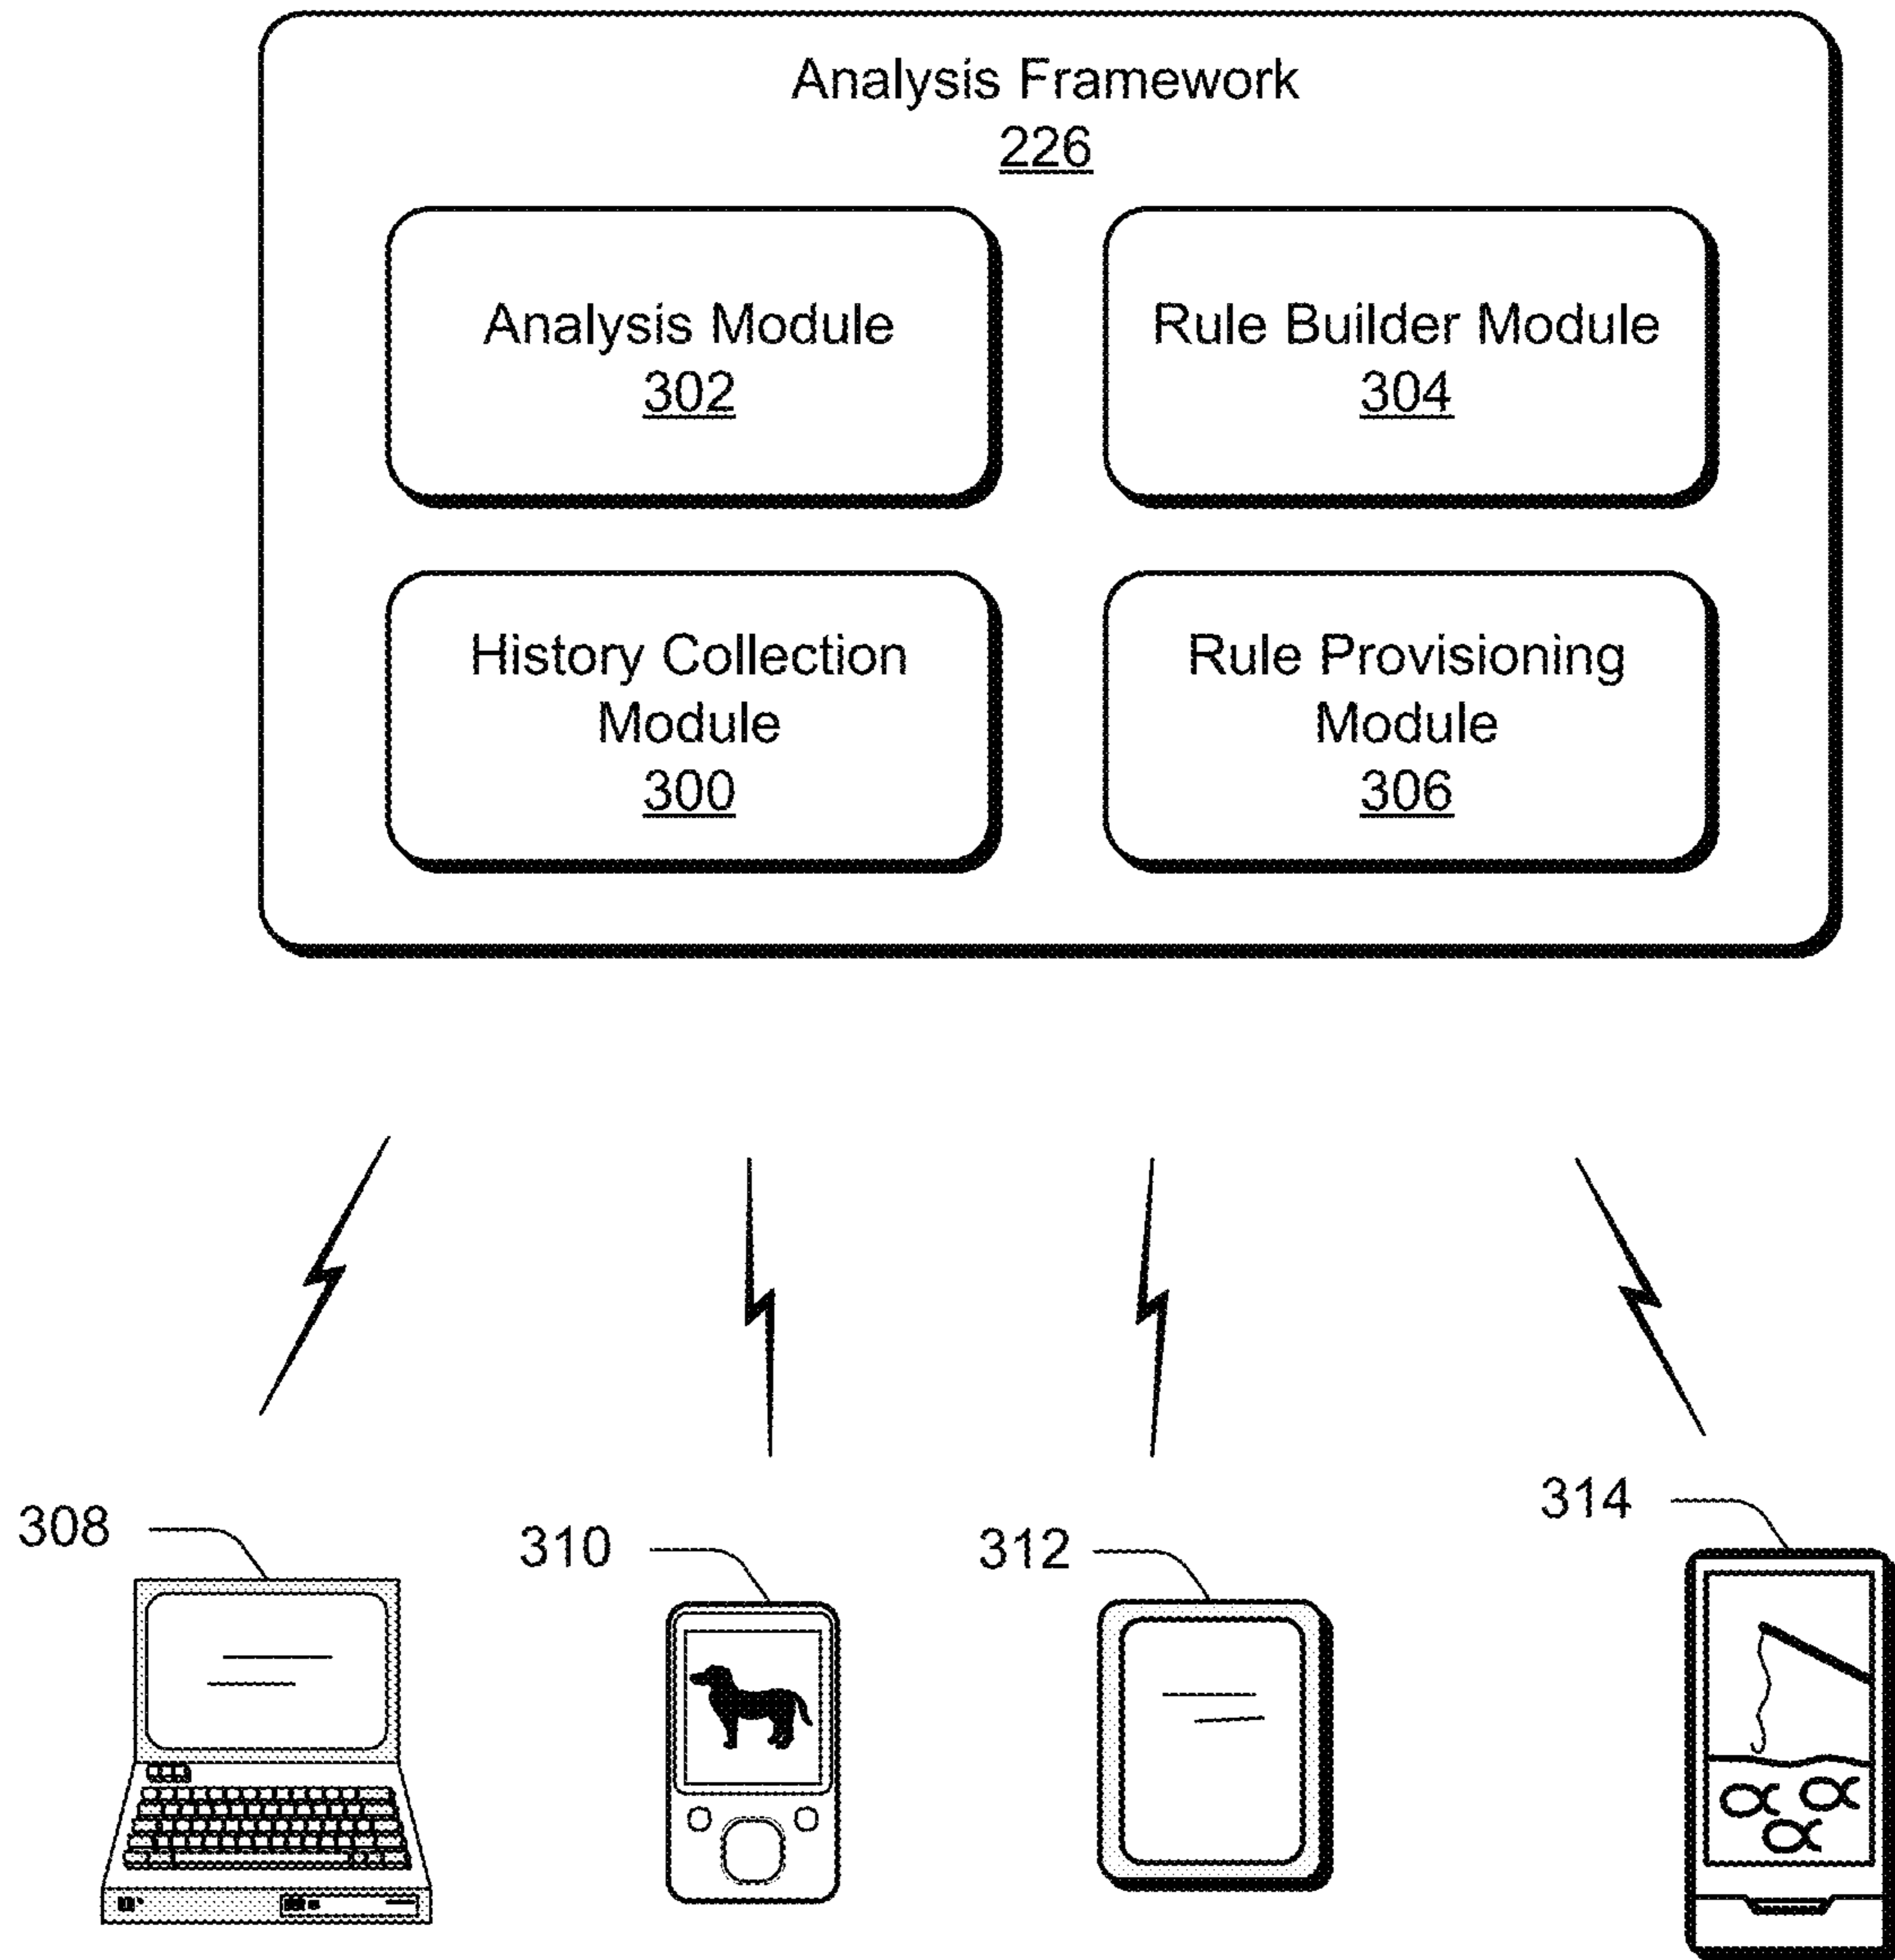 Analysis Framework
226
Analysis Module
302
Rule Builder Module
304
History Collection
Module
300
Rule Provisioning
Module
306
308
310
312
314